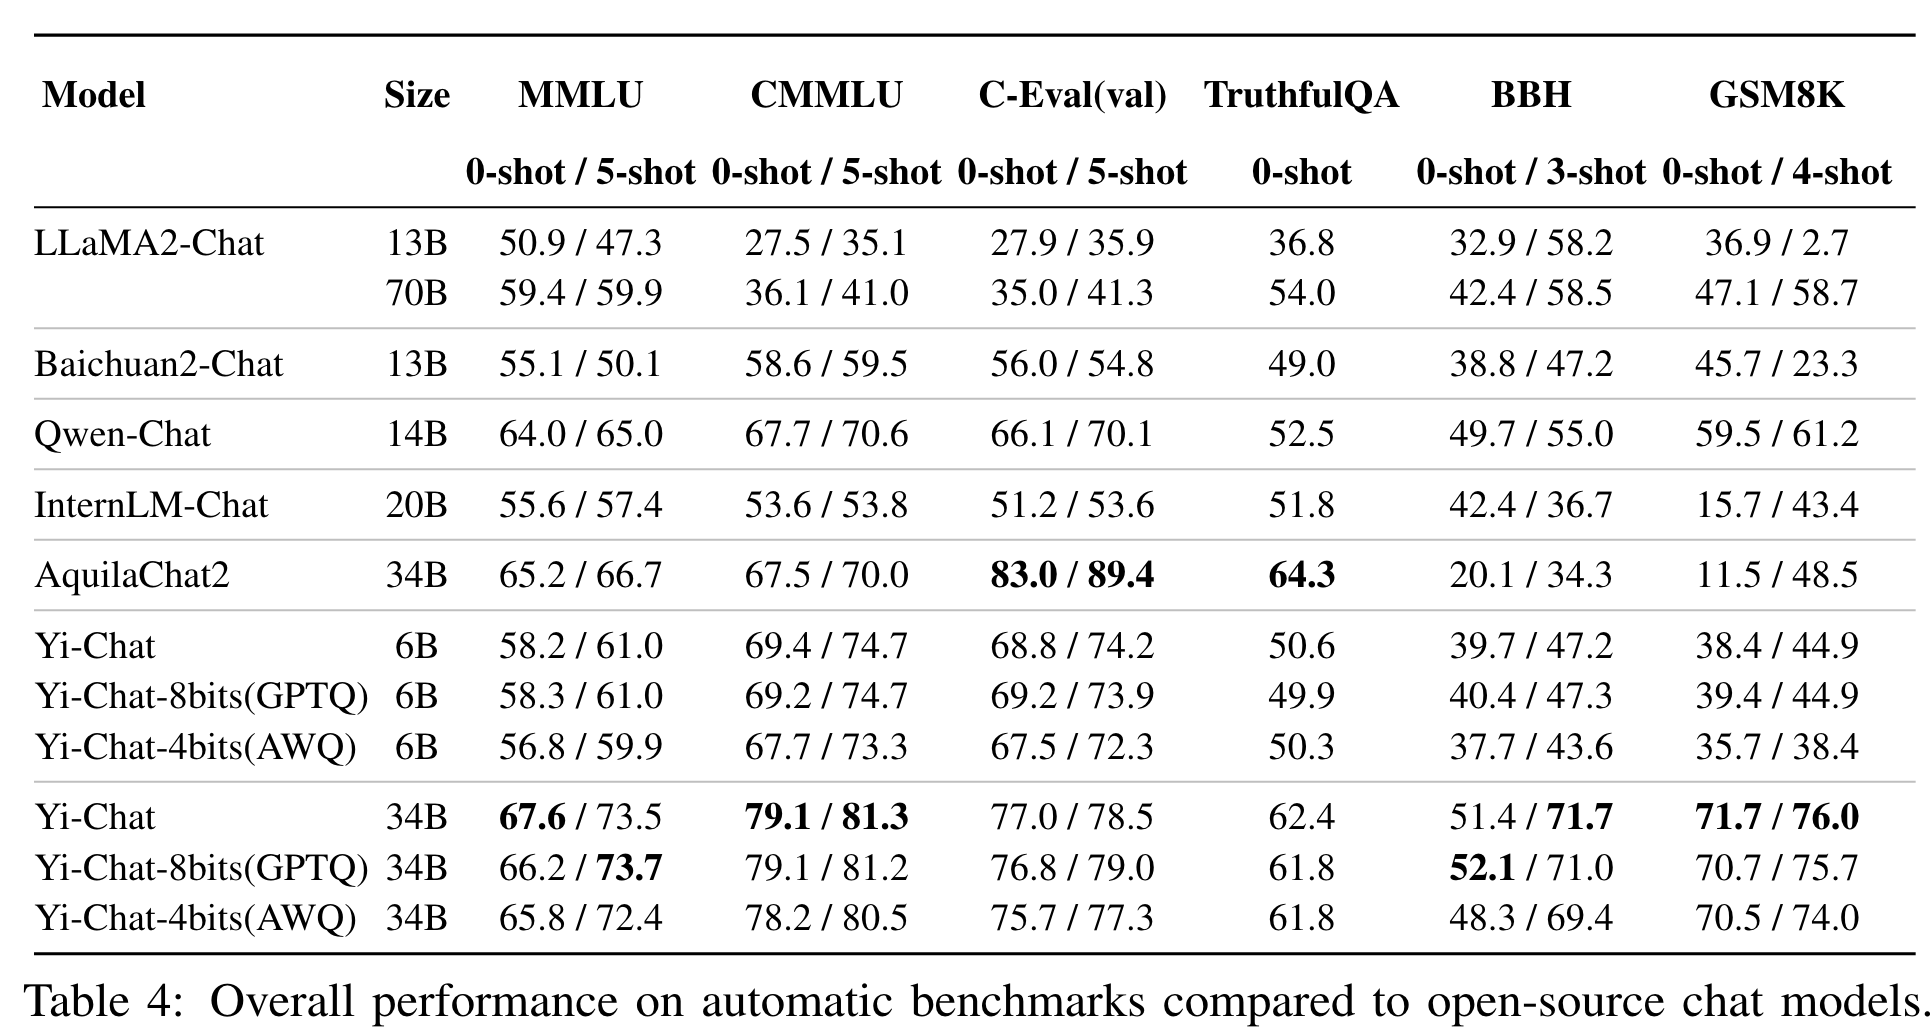 Model Size MMLU CMMLU C-Eval(val) TruthfulQA BBH GSM8K
0-shot / 5-shot 0-shot / 5-shot 0-shot / 5-shot 0-shot 0-shot / 3-shot 0-shot / 4-shot
LLaMA2-Chat 13B 50.9 / 47.3 27.5 / 35.1 27.9 / 35.9 36.8 32.9 / 58.2 36.9 / 2.7
70B 59.4 / 59.9 36.1 / 41.0 35.0 / 41.3 54.0 42.4 / 58.5 47.1 / 58.7
Baichuan2-Chat 13B 55.1 / 50.1 58.6 / 59.5 56.0 / 54.8 49.0 38.8 / 47.2 45.7 / 23.3
Qwen-Chat 14B 64.0 / 65.0 67.7 / 70.6 66.1 / 70.1 52.5 49.7 / 55.0 59.5 / 61.2
InternLM-Chat 20B 55.6 / 57.4 53.6 / 53.8 51.2 / 53.6 51.8 42.4 / 36.7 15.7 / 43.4
AquilaChat2 34B 65.2 / 66.7 67.5 / 70.0 83.0 / 89.4 64.3 20.1 / 34.3 11.5 / 48.5
Yi-Chat 6B 58.2 / 61.0 69.4 / 74.7 68.8 / 74.2 50.6 39.7 / 47.2 38.4 / 44.9
Yi-Chat-8bits(GPTQ) 6B 58.3 / 61.0 69.2 / 74.7 69.2 / 73.9 49.9 40.4 / 47.3 39.4 / 44.9
Yi-Chat-4bits(AWQ) 6B 56.8 / 59.9 67.7 / 73.3 67.5 / 72.3 50.3 37.7 / 43.6 35.7 / 38.4
Yi-Chat 34B 67.6 / 73.5 79.1 / 81.3 77.0 / 78.5 62.4 51.4 / 71.7 71.7 / 76.0
Yi-Chat-8bits(GPTQ) 34B 66.2 / 73.7 79.1 / 81.2 76.8 / 79.0 61.8 52.1 / 71.0 70.7 / 75.7
Yi-Chat-4bits(AWQ) 34B 65.8 / 72.4 78.2 / 80.5 75.7 / 77.3 61.8 48.3 / 69.4 70.5 / 74.0
Table 4: Overall performance on automatic benchmarks compared to open-source chat models.